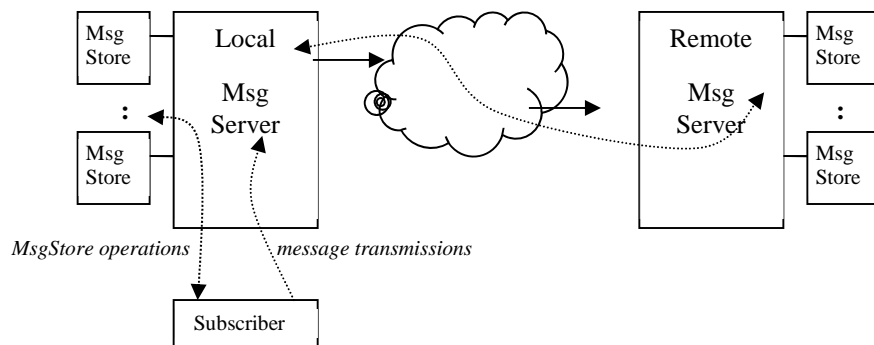 Msg
Store
:
Msg
Store
Local
Msg
Server
Remote
Msg
Server
Msg
Store
:
Msg
Store
MsgStore operations
message transmissions
Subscriber